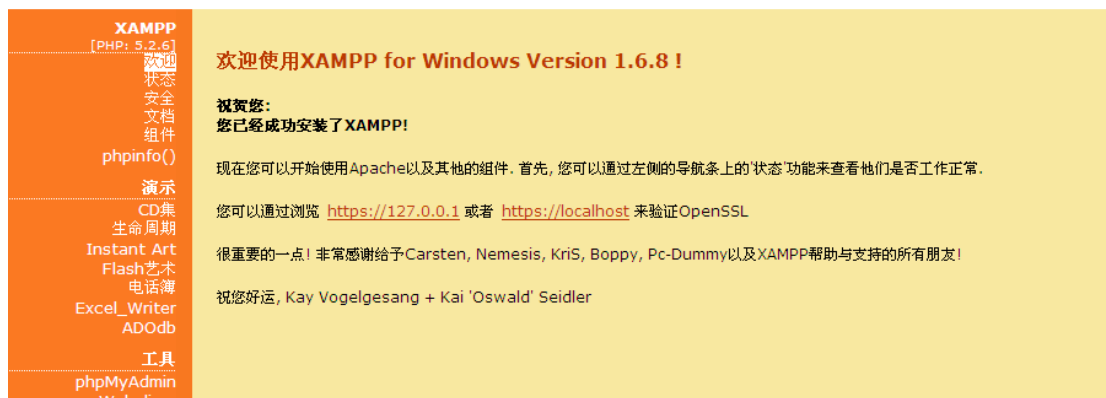 XAMPP
[PHP: 5.2.6]
欢迎
状态
安全
文档
组件
phpinfo()
演示
CD集
生命周期
Instant Art
Flash艺术
电话簿
Excel_Writer
ADOdb
工具
phpMyAdmin
欢迎使用XAMPP for Windows Version 1.6.8 !
祝贺您:
您已经成功安装了XAMPP!
现在您可以开始使用Apache以及其他的组件. 首先, 您可以通过左侧的导航条上的'状态'功能来查看他们是否工作正常.
您可以通过浏览 https://127.0.0.1 或者 https://localhost 来验证OpenSSL
很重要的一点! 非常感谢给予Carsten, Nemesis, KriS, Boppy, Pc-Dummy以及XAMPP帮助与支持的所有朋友!
祝您好运, Kay Vogelgesang + Kai 'Oswald' Seidler